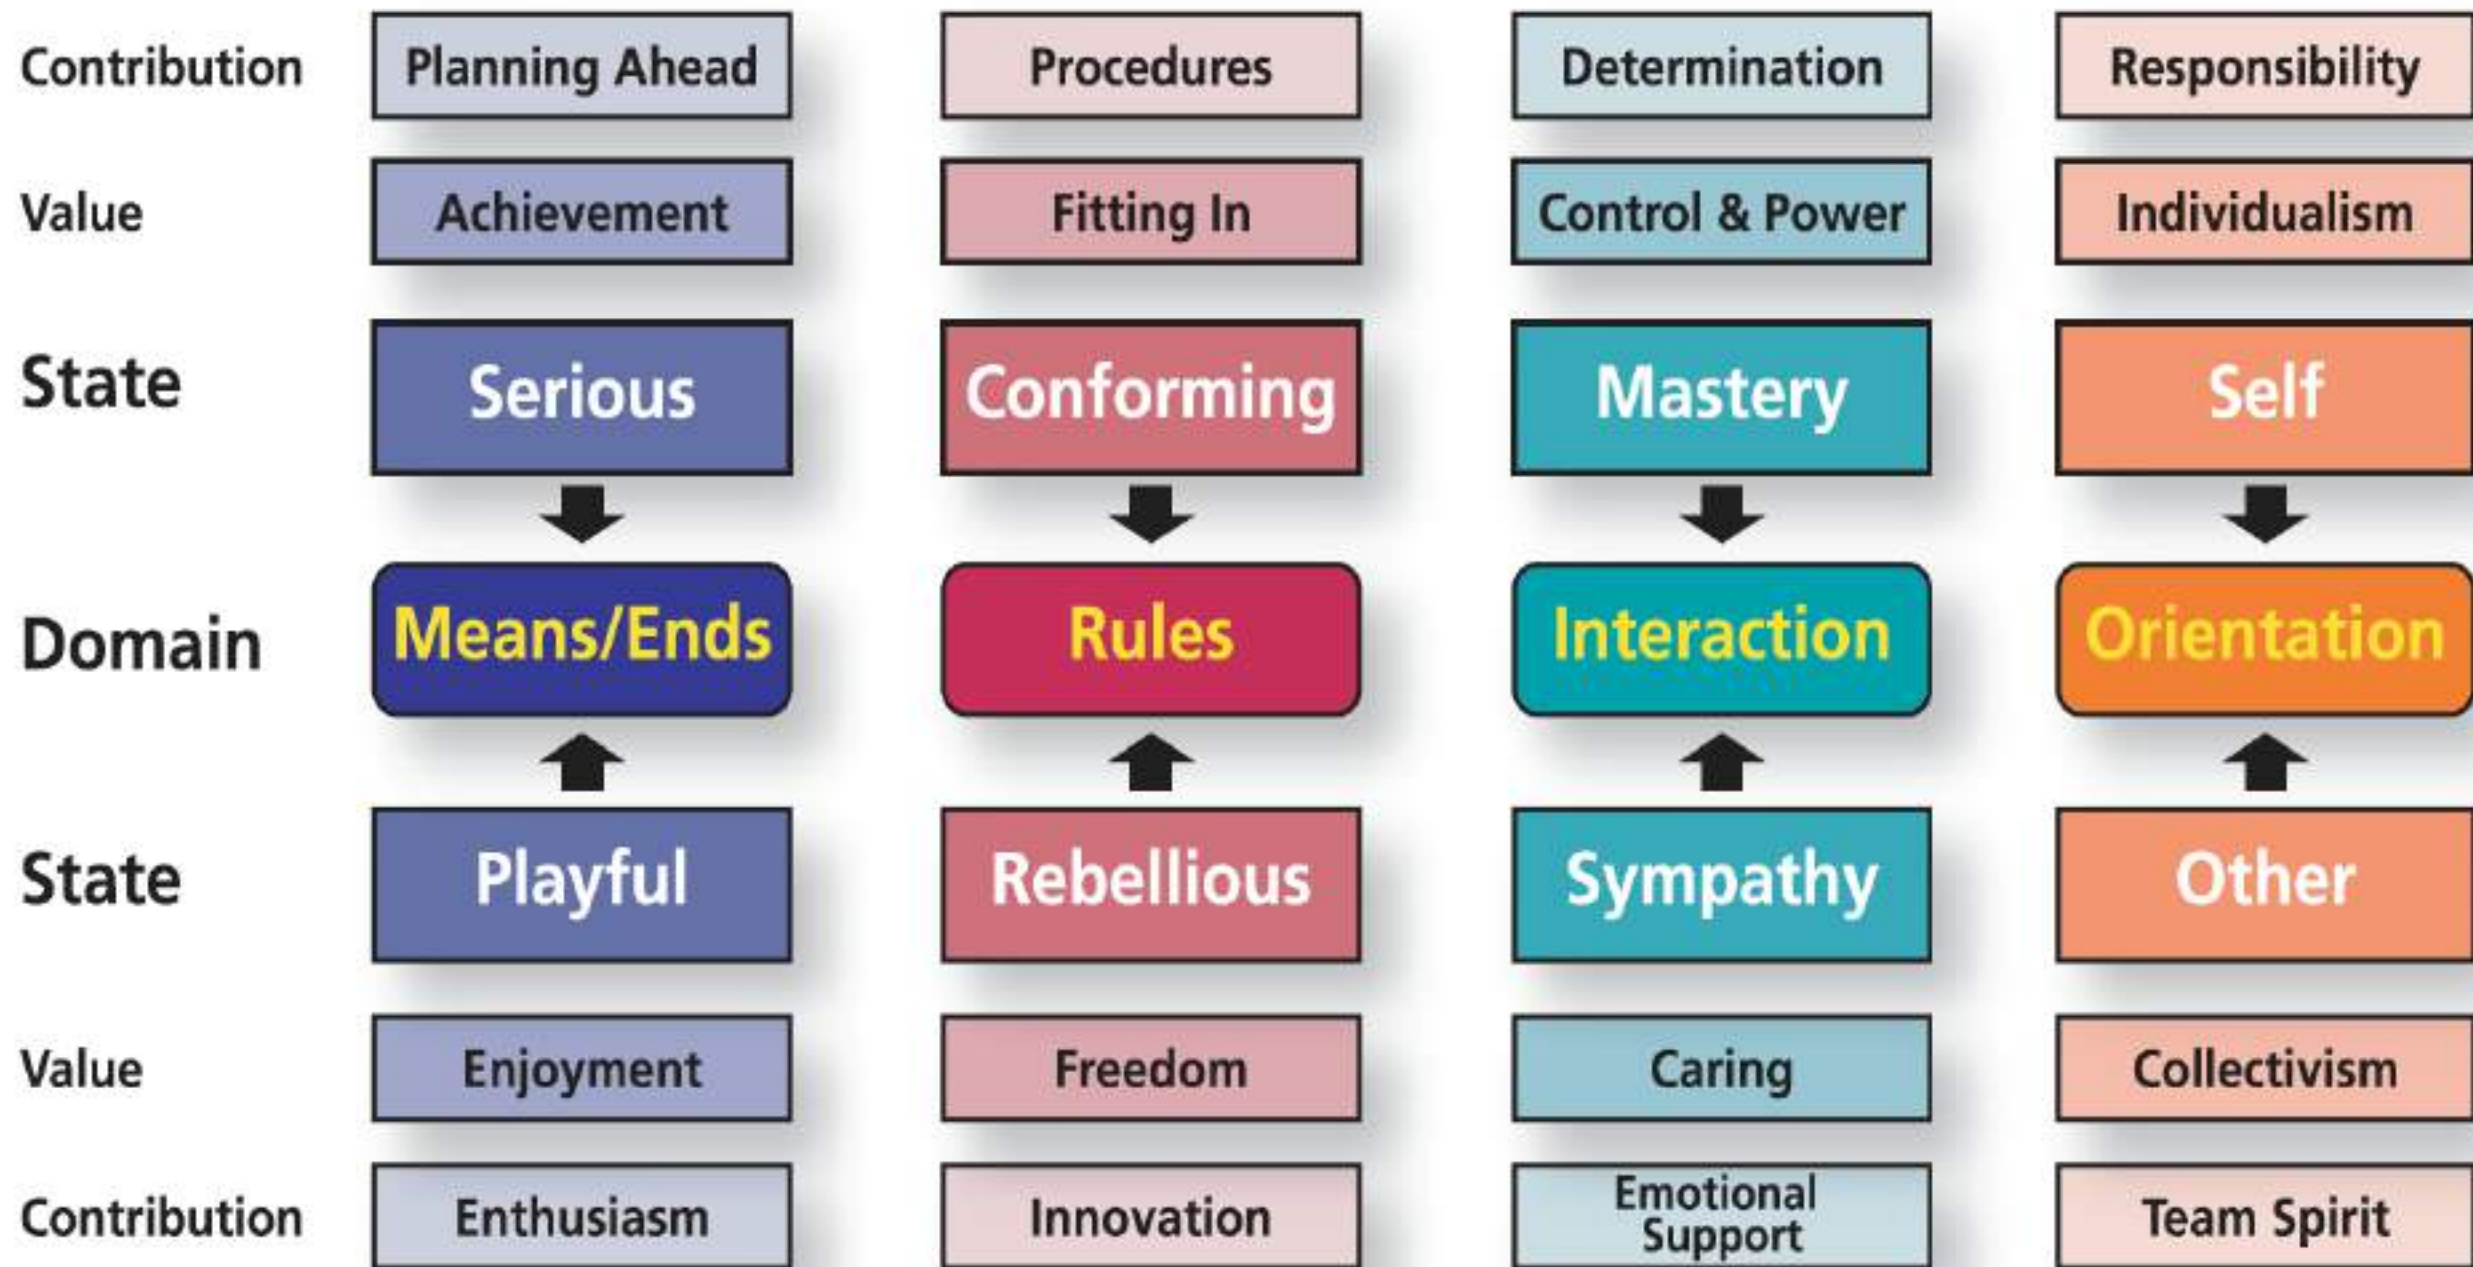 Contribution Planning Ahead Procedures Determination Responsibility
Value Achievement Fitting In Control & Power Individualism
State Serious Conforming Mastery Self
Domain Means/Ends Rules Interaction Orientation
State Playful Rebellious Sympathy Other
Value Enjoyment Freedom Caring Collectivism
Contribution Enthusiasm Innovation Emotional Support Team Spirit